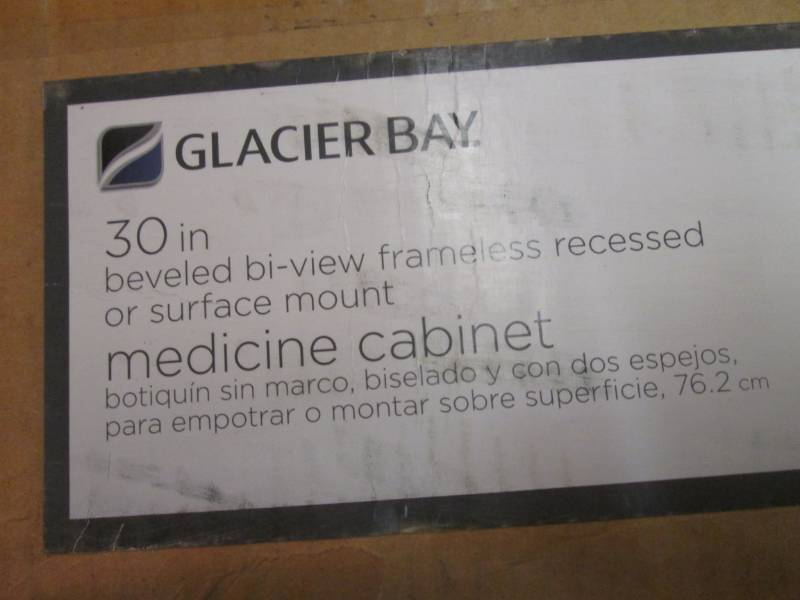 GLACIER BAY.
30 in
beveled bi-view frameless recessed
or surface mount
medicine cabinet
botiquín sin marco, biselado y con dos espejos,
para empotrar o montar sobre superficie, 76.2 cm